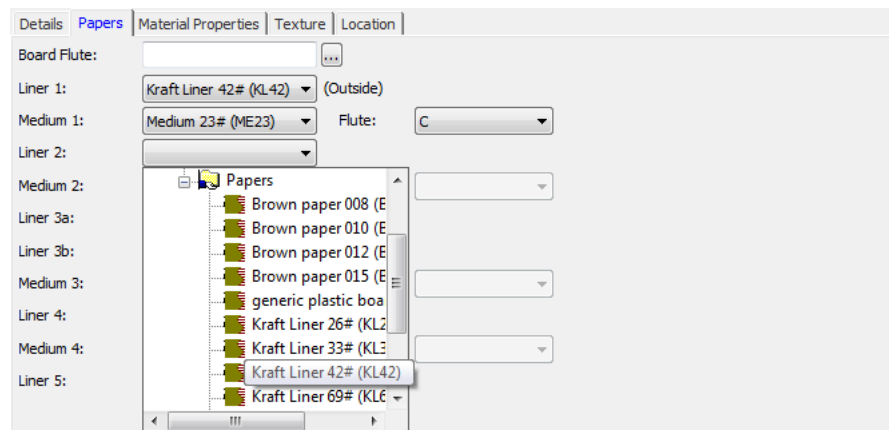 Details Papers Material Properties Texture Location
Board Flute: ...
Liner 1: Kraft Liner 42# (KL42) (Outside)
Medium 1: Medium 23# (ME23) Flute: C
Liner 2:
Papers
Medium 2:
Brown paper 008 (E
Liner 3a:
Brown paper 010 (E
Liner 3b:
Brown paper 012 (E
Brown paper 015 (E
Medium 3:
generic plastic boa
Liner 4:
Kraft Liner 26# (KL2
Medium 4:
Kraft Liner 33# (KL3
Liner 5:
Kraft Liner 42# (KL42)
Kraft Liner 69# (KL6